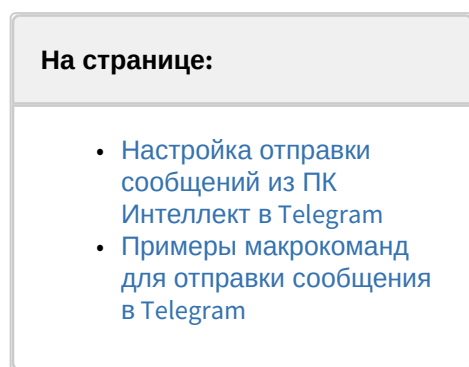 На странице:
• Настройка отправки
сообщений из ПК
Интеллект в Telegram
• Примеры макрокоманд
для отправки сообщения
в Telegram